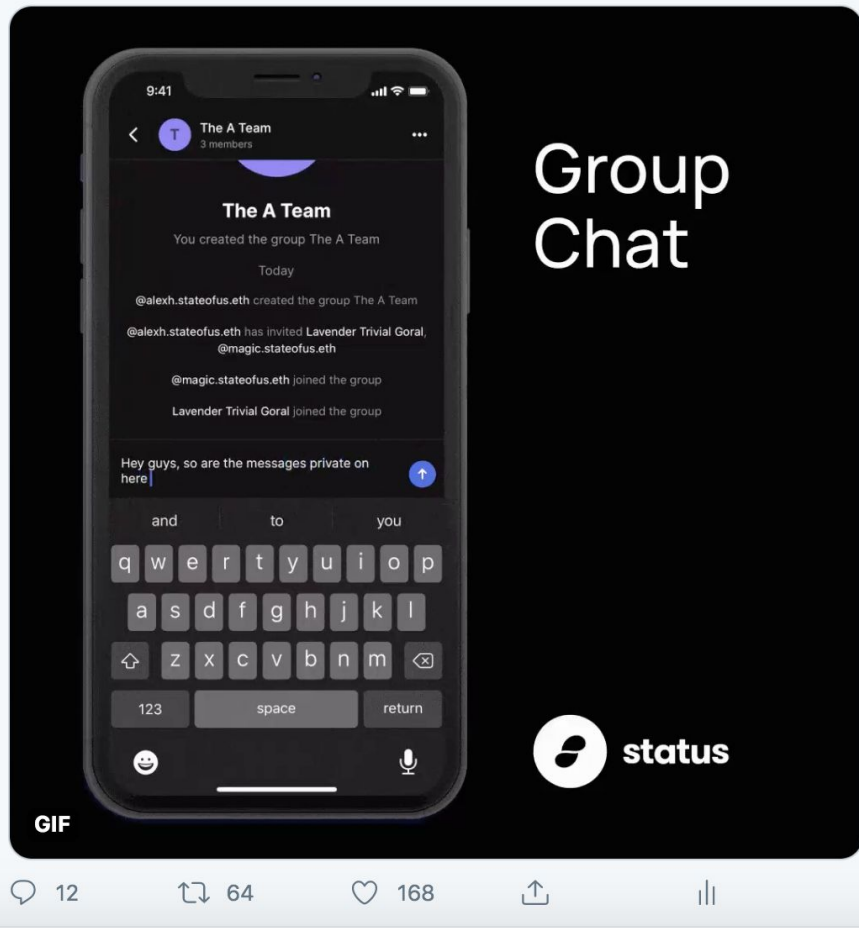 9:41
T
The A Team
3 members
The A Team
You created the group The A Team
Today
@alexh.stateofus.eth created the group The A Team
@alexh.stateofus.eth has invited Lavender Trivial Goral,
@magic.stateofus.eth
@magic.stateofus.eth joined the group
Lavender Trivial Goral joined the group
Hey guys, so are the messages private on
here
and to you
q w e r t y u i o p
a s d f g h j k l
z x c v b n m
123 space return
Group
Chat
status
GIF
12 64 168